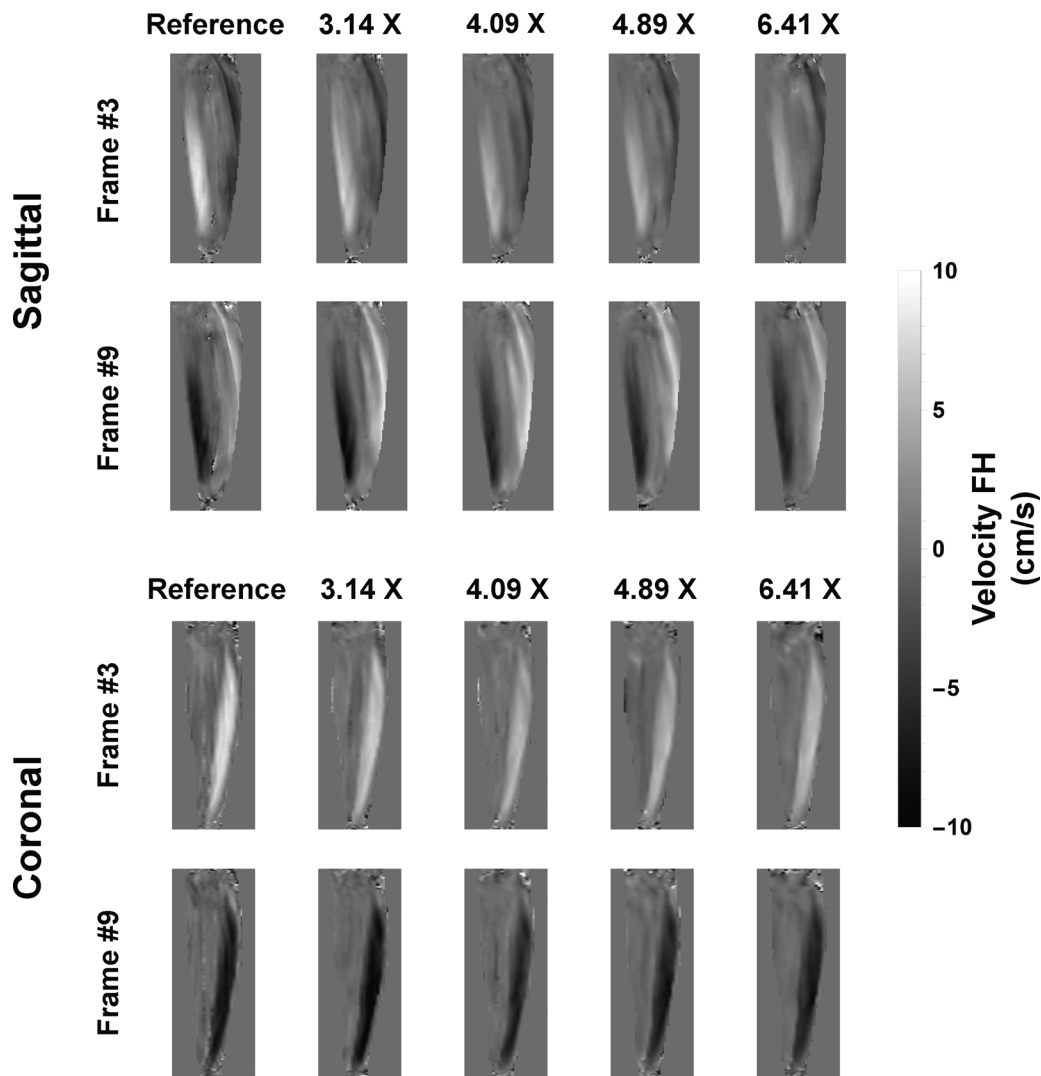 Reference 3.14 X 4.09 X 4.89 X 6.41 X
Sagittal
Frame #3
Frame #9
10
5
0
−5
−10
Velocity FH
(cm/s)
Reference 3.14 X 4.09 X 4.89 X 6.41 X
Coronal
Frame #3
Frame #9